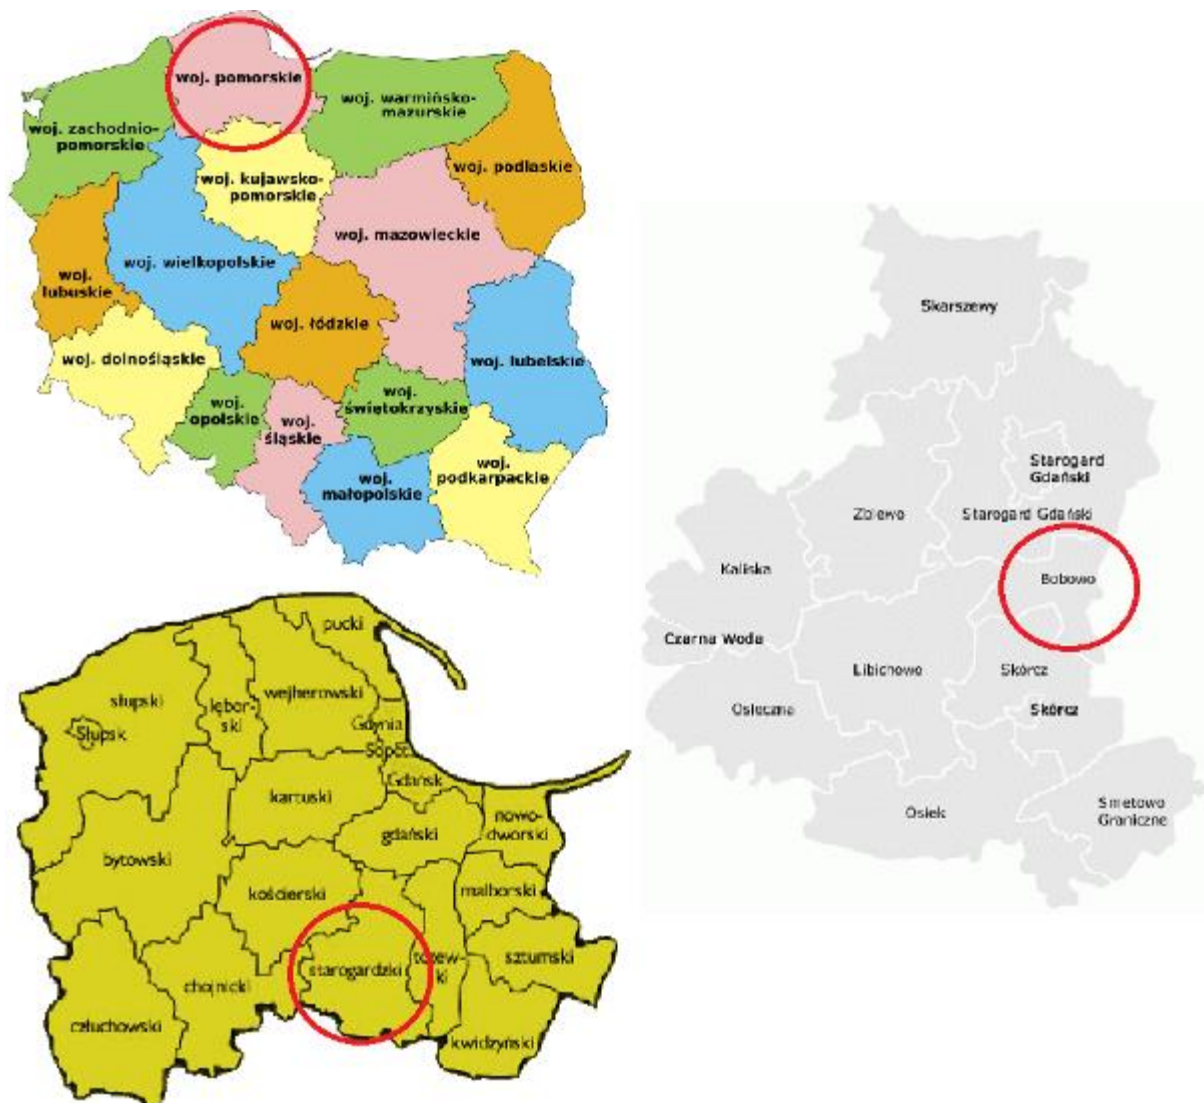 woj. pomorskie
woj. warmińsko-
mazurskie
woj. zachodnio-
pomorskie
woj. podlaskie
woj. kujawsko-
pomorskie
woj. mazowieckie
woj. wielkopolskie
woj.
lubuskie
woj. łódzkie
woj. dolnośląskie
woj. lubelskie
woj.
opolskie
woj.
śląskie
woj.
świętokrzyskie
woj.
małopolskie
woj.
podkarpackie
Skarszewy
Starogard
Gdański
Zblewo
Starogard Gdański
Kaliska
Bobowo
Czarna Woda
Libichowo
Skórcz
Osieczna
Skórcz
Osiek
Smetowo
Graniczne
pucki
słupski
lębor-
ski
wejherowski
Słupsk
Gdynia
Sopot
Gdańsk
kartuski
gdański
nowo-
dworski
bytowski
kościerski
malborski
starogardzki
tczew-
ki
sztumski
chojnicki
człuchowski
kwidzyński